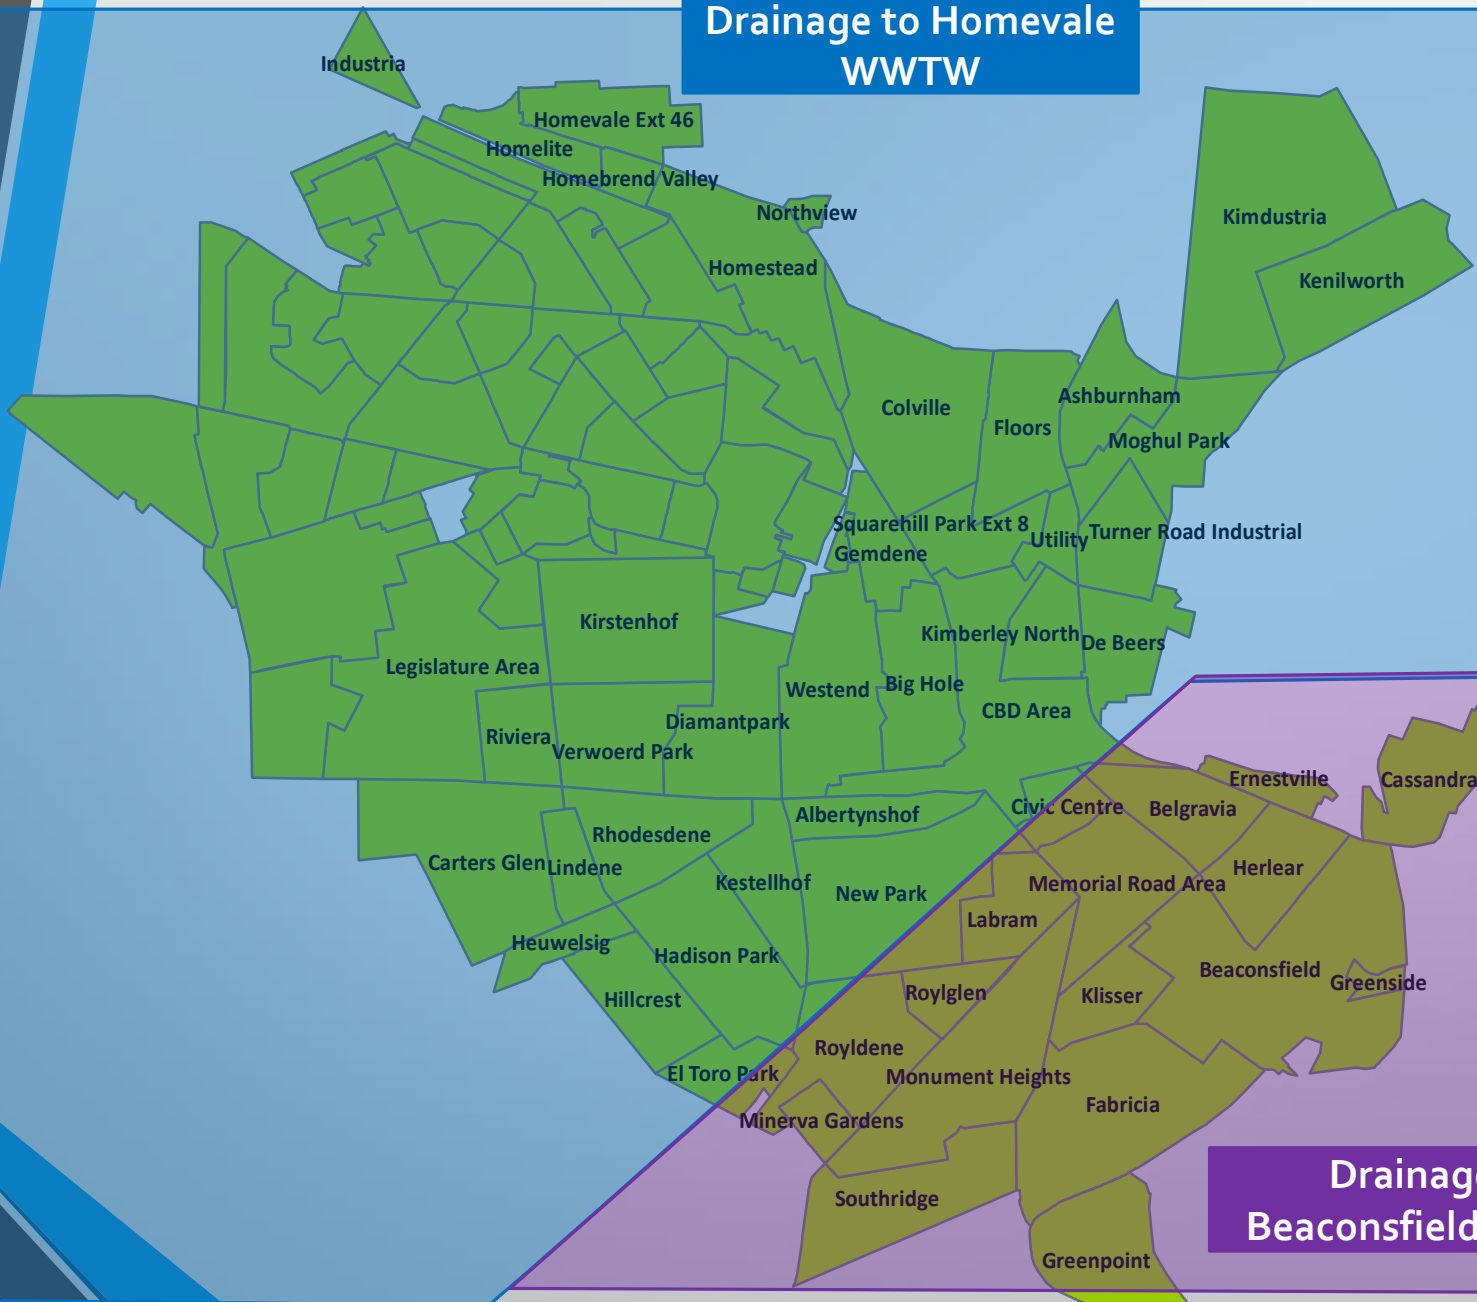 Drainage to Homevale
WWTW
Industria
Homevale Ext 46
Homelite
Homebrend Valley
Northview
Kimdustria
Homestead
Kenilworth
Ashburnham
Colville
Floors
Moghul Park
Squarehill Park Ext 8
Turner Road Industrial
Utility
Gemdene
Kirstenhof
Kimberley North
De Beers
Legislature Area
Big Hole
Westend
CBD Area
Diamantpark
Riviera
Verwoerd Park
Ernestville
Cassandra
Civic Centre
Belgravia
Albertynshof
Rhodesdene
Carters Glen
Lindene
Herlear
Kestellhof
Memorial Road Area
New Park
Labram
Heuwelsig
Hadison Park
Beaconsfield
Greenside
Roylglen
Klisser
Hillcrest
Royldene
El Toro Park
Monument Heights
Fabricia
Minerva Gardens
Drainag
Southridge
Beaconsfield
Greenpoint